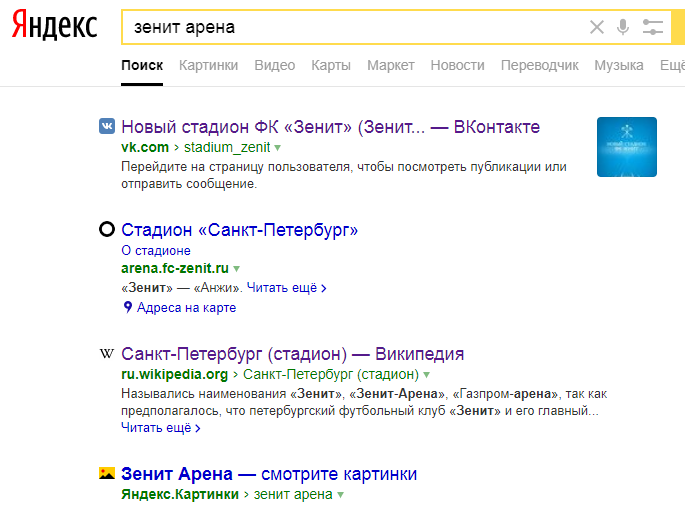 Яндекс
зенит арена
Поиск Картинки Видео Карты Маркет Новости Переводчик Музыка Ещё
Новый стадион ФК «Зенит» (Зенит... — ВКонтакте
vk.com › stadium_zenit
Перейдите на страницу пользователя, чтобы посмотреть публикации или
отправить сообщение.
НОВЫЙ СТАДИОН
ФК ЗЕНИТ
Стадион «Санкт-Петербург»
О стадионе
arena.fc-zenit.ru
«Зенит» — «Анжи». Читать ещё ›
Адреса на карте
W Санкт-Петербург (стадион) — Википедия
ru.wikipedia.org › Санкт-Петербург (стадион)
Назывались наименования «Зенит», «Зенит-Арена», «Газпром-арена», так как
предполагалось, что петербургский футбольный клуб «Зенит» и его главный...
Читать ещё ›
Зенит Арена — смотрите картинки
Яндекс.Картинки › зенит арена